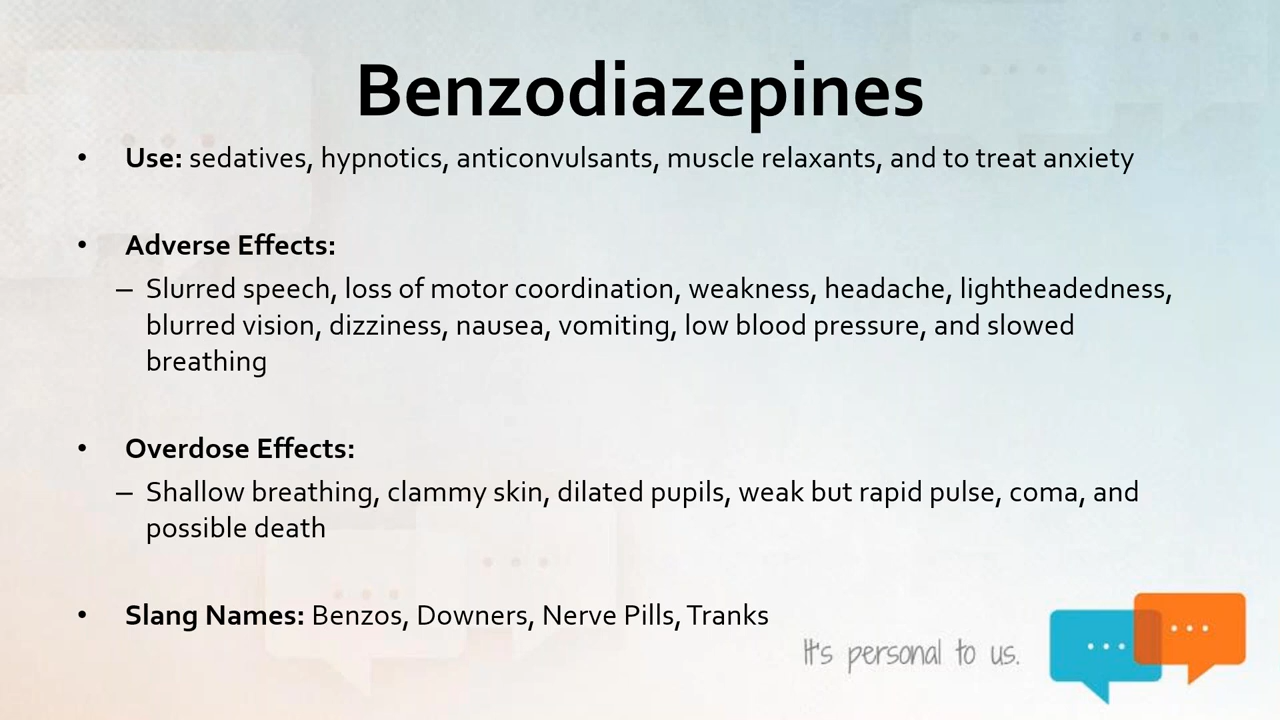 Benzodiazepines
• Use: sedatives, hypnotics, anticonvulsants, muscle relaxants, and to treat anxiety
• Adverse Effects:
– Slurred speech, loss of motor coordination, weakness, headache, lightheadedness,
blurred vision, dizziness, nausea, vomiting, low blood pressure, and slowed
breathing
• Overdose Effects:
– Shallow breathing, clammy skin, dilated pupils, weak but rapid pulse, coma, and
possible death
• Slang Names: Benzos, Downers, Nerve Pills, Tranks
It's personal to us.